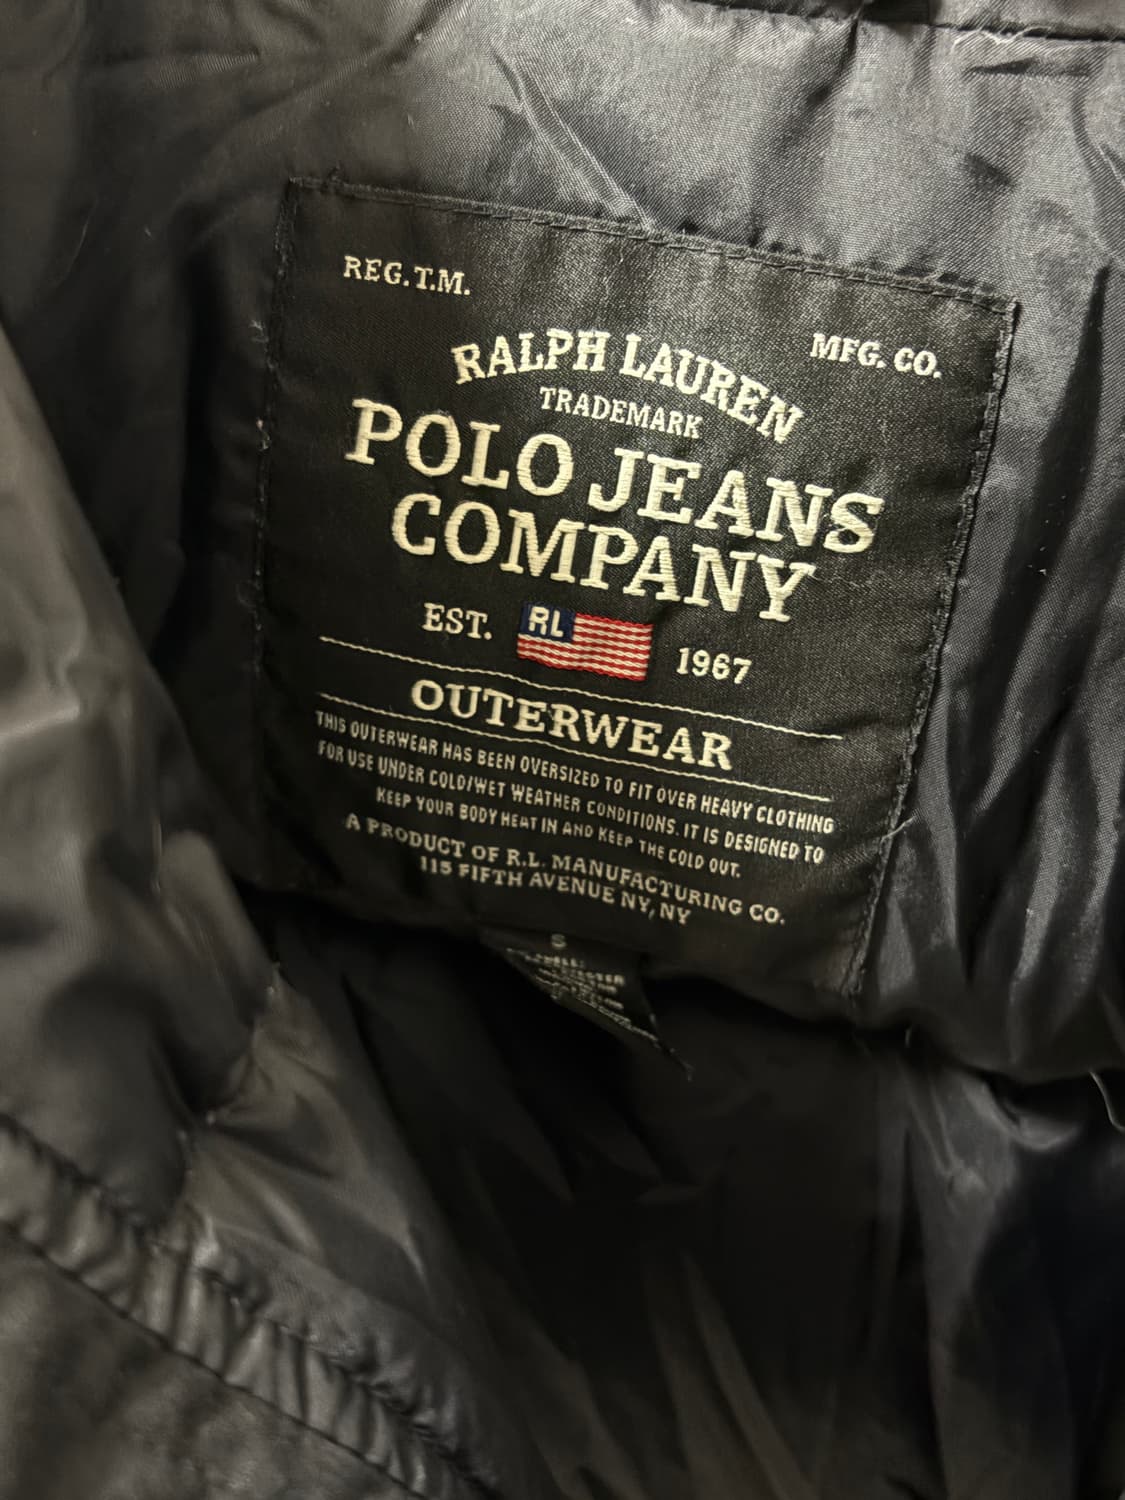 REG. T.M.
MFG. CO.
RALPH LAUREN
TRADEMARK
POLO JEANS
COMPANY
EST. RL 1967
OUTERWEAR
THIS OUTERWEAR HAS BEEN OVERSIZED TO FIT OVER HEAVY CLOTHING
FOR USE UNDER COLD/WET WEATHER CONDITIONS. IT IS DESIGNED TO
KEEP YOUR BODY HEAT IN AND KEEP THE COLD OUT.
A PRODUCT OF R.L. MANUFACTURING CO.
115 FIFTH AVENUE NY, NY
S